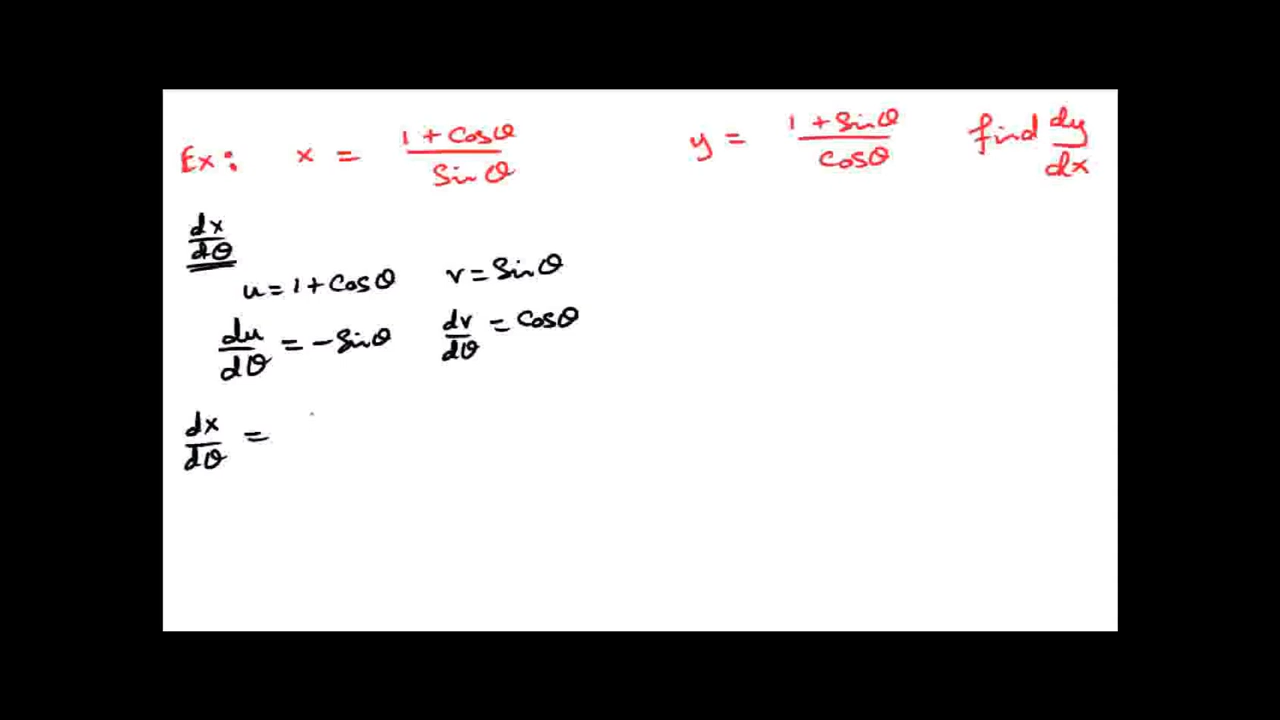 Ex: x = (1 + cosθ)/(sinθ) y = (1 + sinθ)/(cosθ) find dy/dx
dx/dθ
u = 1 + cosθ v = sinθ
du/dθ = -sinθ dv/dθ = cosθ
dx/dθ =